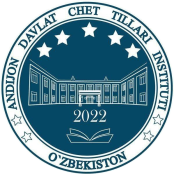 ANDIJON DAVLAT CHET TILLARI INSTITUTI
2022
O'ZBEKISTON